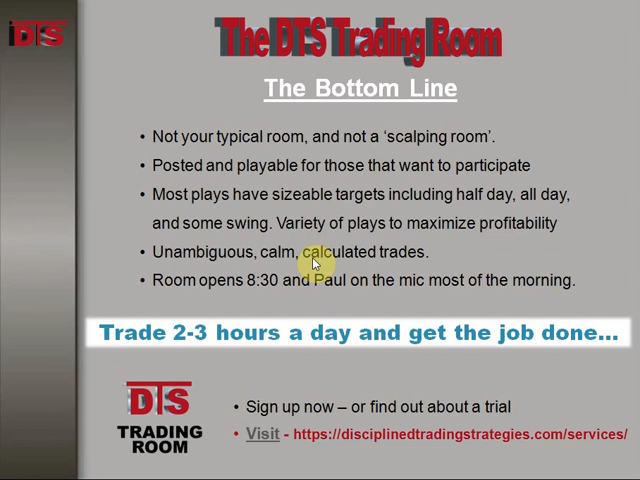 DTS
The DTS Trading Room
The Bottom Line
• Not your typical room, and not a ‘scalping room’.
• Posted and playable for those that want to participate
• Most plays have sizeable targets including half day, all day,
and some swing. Variety of plays to maximize profitability
• Unambiguous, calm, calculated trades.
• Room opens 8:30 and Paul on the mic most of the morning.
Trade 2-3 hours a day and get the job done...
DTS
TRADING
ROOM
• Sign up now – or find out about a trial
• Visit - https://disciplinedtradingstrategies.com/services/